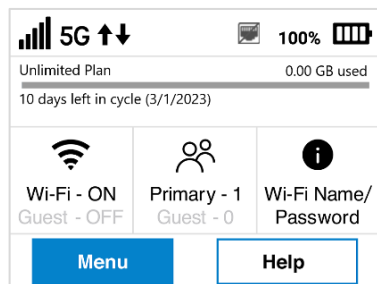 5G
100%
Unlimited Plan 0.00 GB used
10 days left in cycle (3/1/2023)
Wi-Fi - ON Primary - 1 Wi-Fi Name/
Guest - OFF Guest - 0 Password
Menu Help